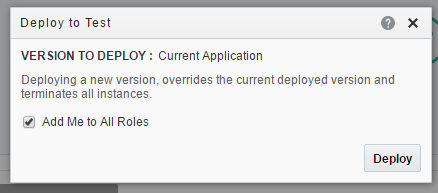 Deploy to Test
VERSION TO DEPLOY : Current Application
Deploying a new version, overrides the current deployed version and
terminates all instances.
Add Me to All Roles
Deploy